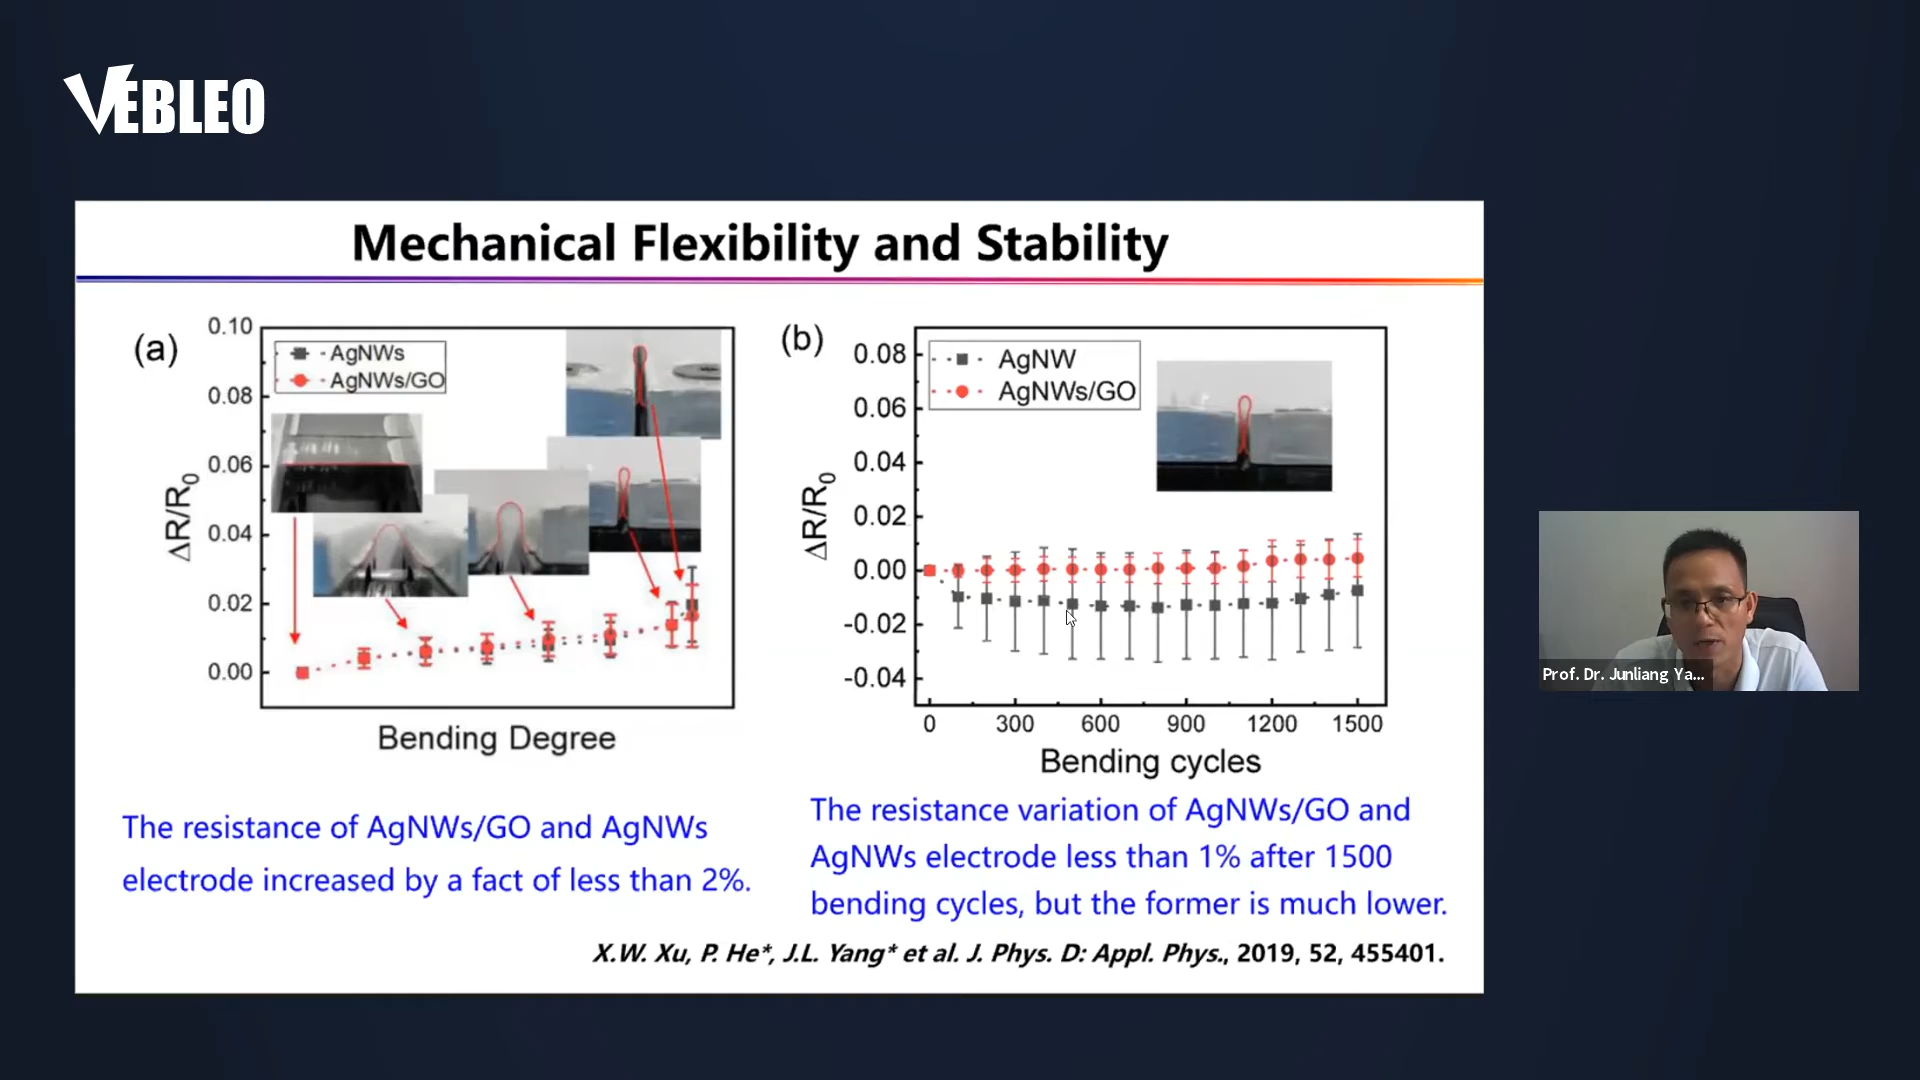 VEBLEO
Mechanical Flexibility and Stability
(a)
0.10
0.08
0.06
0.04
0.02
0.00
ΔR/R0
AgNWs
AgNWs/GO
Bending Degree
(b)
0.08
0.06
0.04
0.02
0.00
-0.02
-0.04
ΔR/R0
AgNW
AgNWs/GO
0 300 600 900 1200 1500
Bending cycles
The resistance of AgNWs/GO and AgNWs
electrode increased by a fact of less than 2%.
The resistance variation of AgNWs/GO and
AgNWs electrode less than 1% after 1500
bending cycles, but the former is much lower.
X.W. Xu, P. He*, J.L. Yang* et al. J. Phys. D: Appl. Phys., 2019, 52, 455401.
Prof. Dr. Junliang Ya...